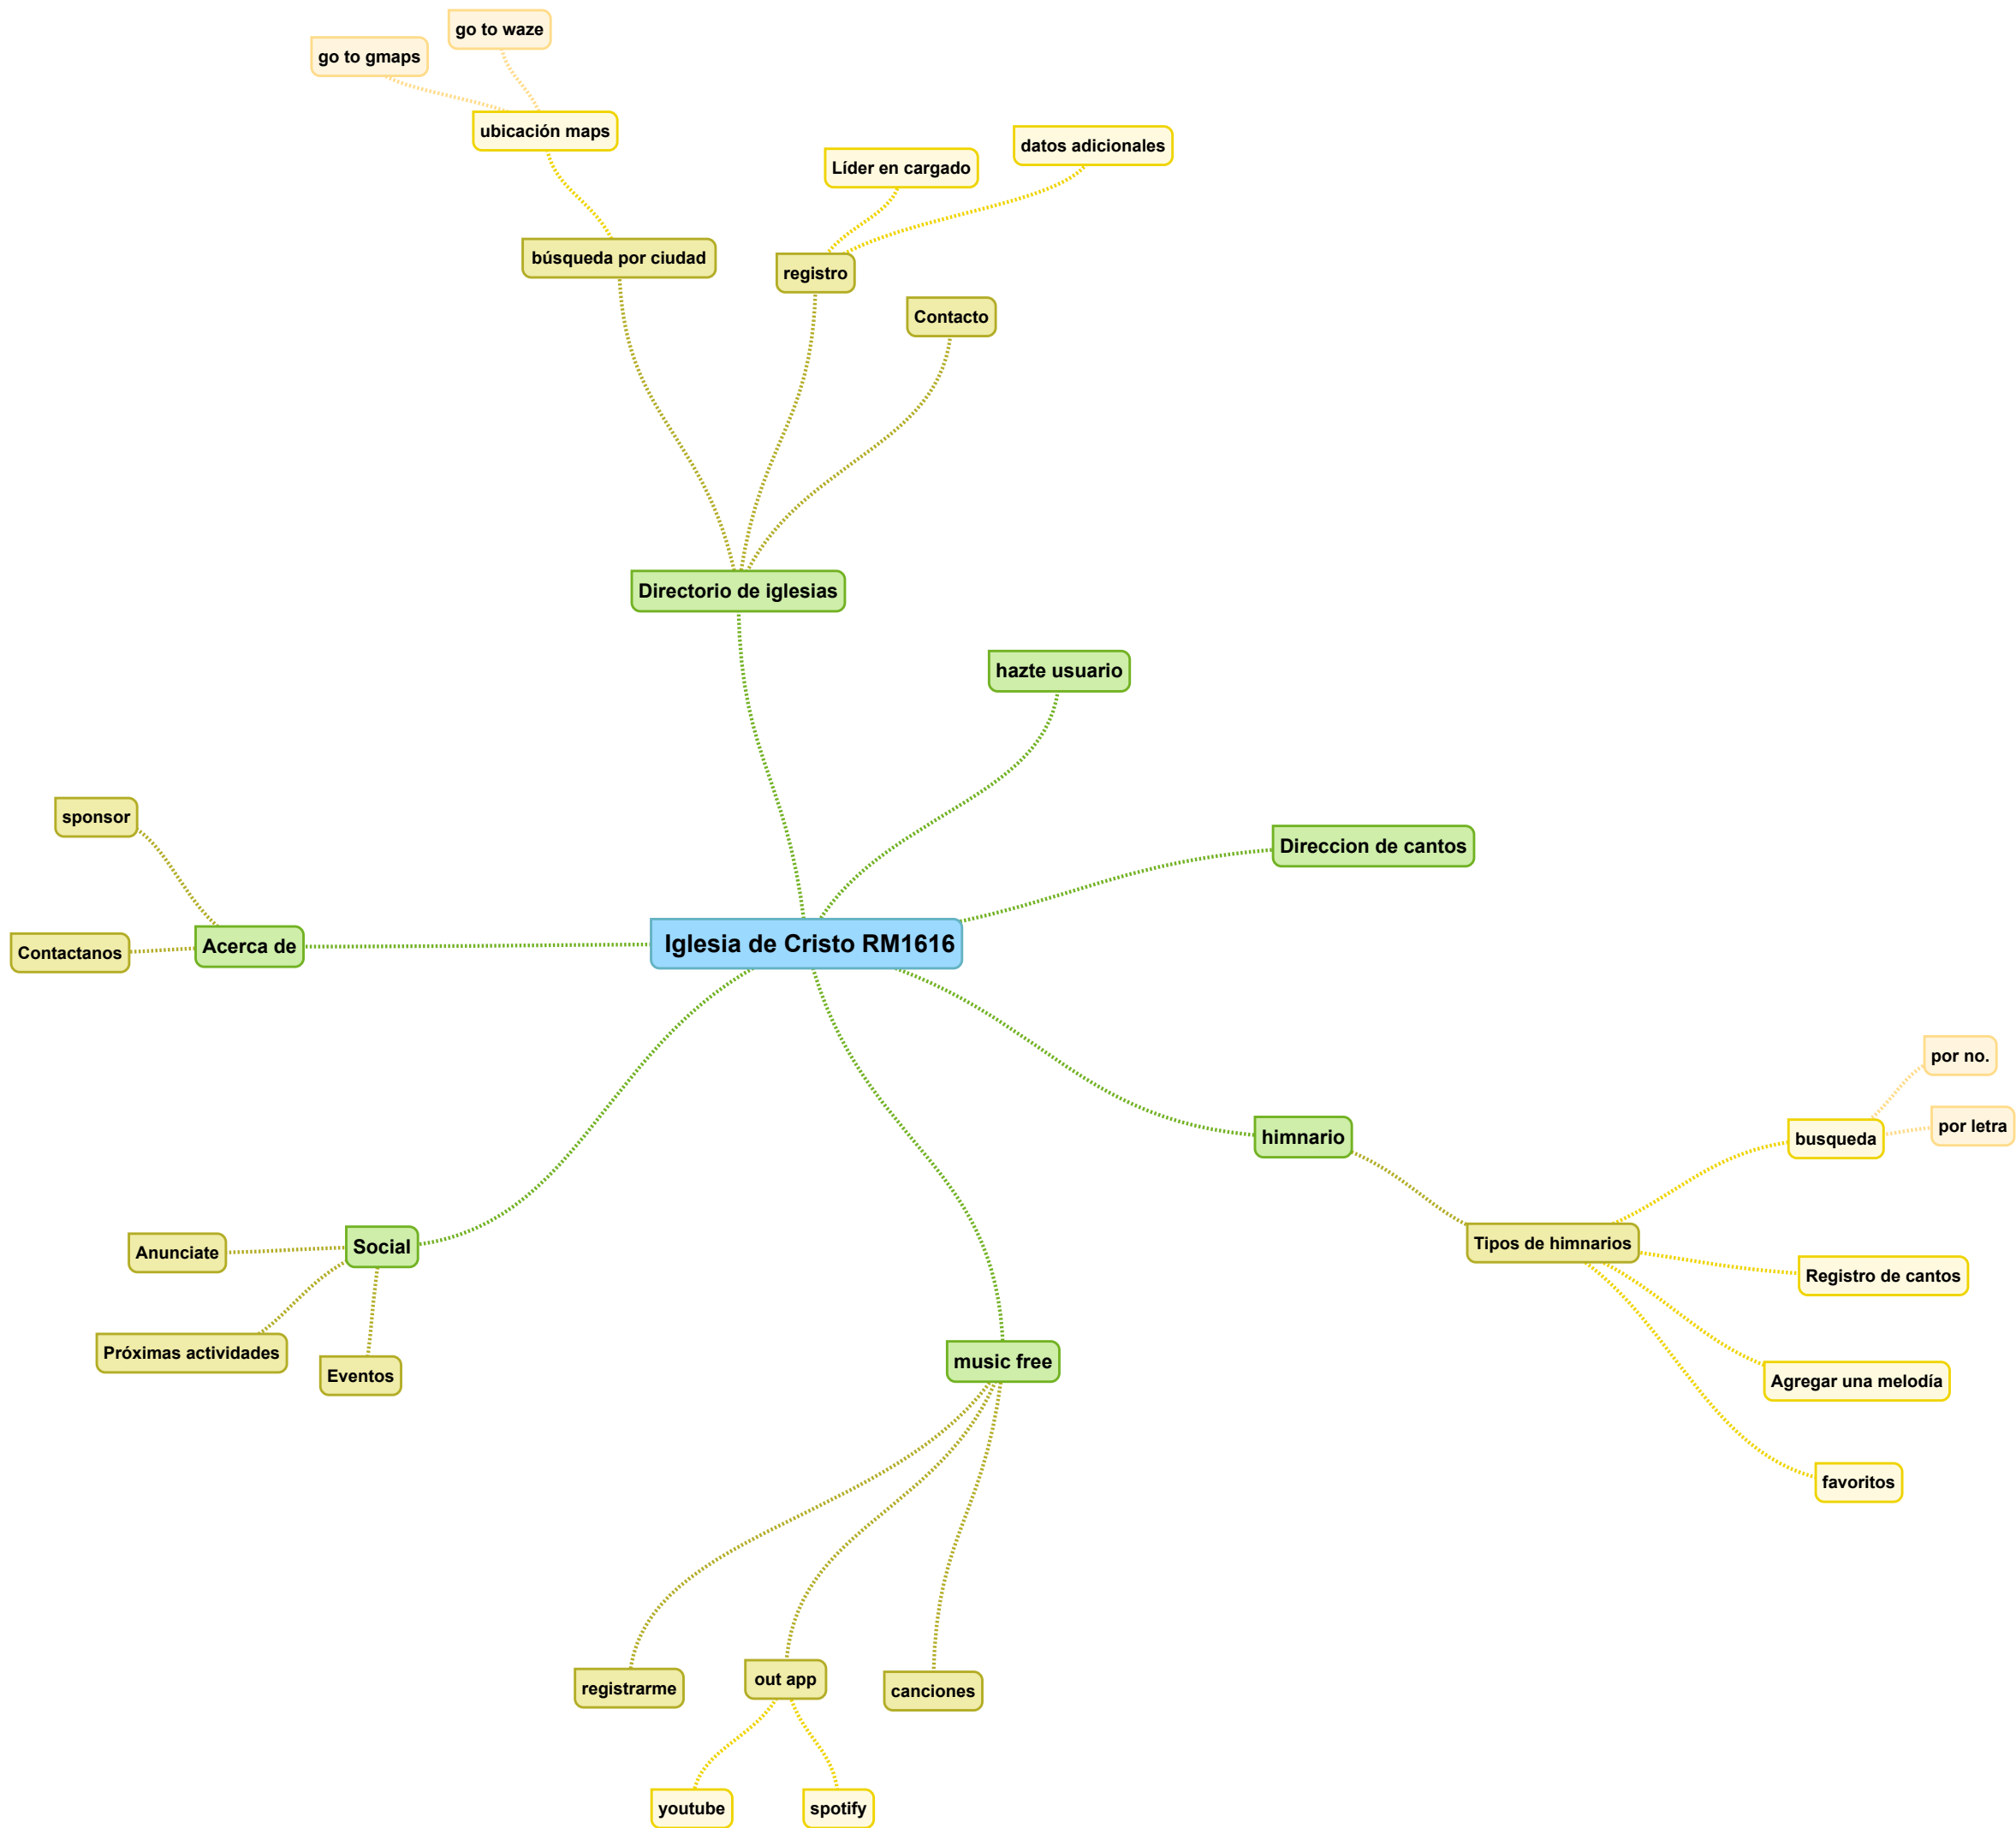 go to waze
go to gmaps
ubicación maps
datos adicionales
Líder en cargado
búsqueda por ciudad
registro
Contacto
Directorio de iglesias
hazte usuario
sponsor
Direccion de cantos
Iglesia de Cristo RM1616
Acerca de
Contactanos
por no.
por letra
busqueda
himnario
Tipos de himnarios
Social
Anunciate
Registro de cantos
Próximas actividades
music free
Eventos
Agregar una melodía
favoritos
out app
registrarme
canciones
youtube
spotify